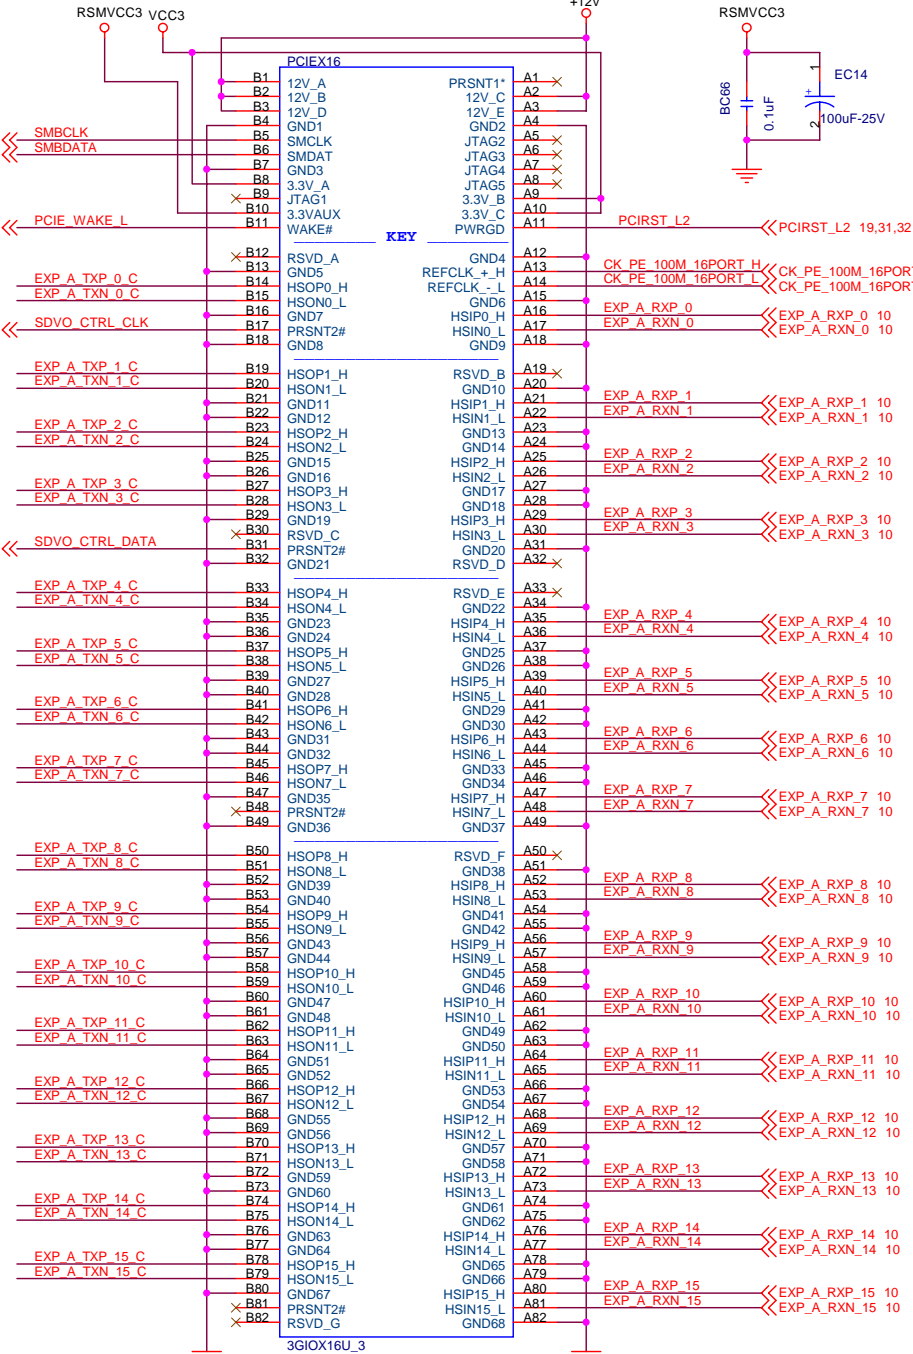 RSMVCC3 VCC3 +12V RSMVCC3
PCIEX16
B1 12V_A PRSNT1* A1
B2 12V_B 12V_C A2
B3 12V_D 12V_E A3
B4 GND1 GND2 A4
SMBCLK B5 SMCLK JTAG2 A5
SMBDATA B6 SMDAT JTAG3 A6
B7 GND3 JTAG4 A7
B8 3.3V_A JTAG5 A8
B9 JTAG1 3.3V_B A9
B10 3.3VAUX 3.3V_C A10
PCIE_WAKE_L B11 WAKE# PWRGD A11 PCIRST_L2 PCIRST_L2 19,31,32
BC66 0.1uF 1 + 2 EC14 100uF-25V
KEY
B12 RSVD_A GND4 A12
B13 GND5 REFCLK_+_H A13 CK_PE_100M_16PORT_H CK_PE_100M_16PORT
EXP_A_TXP_0_C B14 HSOP0_H REFCLK_-_L A14 CK_PE_100M_16PORT_L CK_PE_100M_16PORT
EXP_A_TXN_0_C B15 HSON0_L GND6 A15
B16 GND7 HSIP0_H A16 EXP_A_RXP_0 EXP_A_RXP_0 10
SDVO_CTRL_CLK B17 PRSNT2# HSIN0_L A17 EXP_A_RXN_0 EXP_A_RXN_0 10
B18 GND8 GND9 A18
EXP_A_TXP_1_C B19 HSOP1_H RSVD_B A19
EXP_A_TXN_1_C B20 HSON1_L GND10 A20
B21 GND11 HSIP1_H A21 EXP_A_RXP_1 EXP_A_RXP_1 10
B22 GND12 HSIN1_L A22 EXP_A_RXN_1 EXP_A_RXN_1 10
EXP_A_TXP_2_C B23 HSOP2_H GND13 A23
EXP_A_TXN_2_C B24 HSON2_L GND14 A24
B25 GND15 HSIP2_H A25 EXP_A_RXP_2 EXP_A_RXP_2 10
B26 GND16 HSIN2_L A26 EXP_A_RXN_2 EXP_A_RXN_2 10
EXP_A_TXP_3_C B27 HSOP3_H GND17 A27
EXP_A_TXN_3_C B28 HSON3_L GND18 A28
B29 GND19 HSIP3_H A29 EXP_A_RXP_3 EXP_A_RXP_3 10
B30 RSVD_C HSIN3_L A30 EXP_A_RXN_3 EXP_A_RXN_3 10
SDVO_CTRL_DATA B31 PRSNT2# GND20 A31
B32 GND21 RSVD_D A32
EXP_A_TXP_4_C B33 HSOP4_H RSVD_E A33
EXP_A_TXN_4_C B34 HSON4_L GND22 A34
B35 GND23 HSIP4_H A35 EXP_A_RXP_4 EXP_A_RXP_4 10
B36 GND24 HSIN4_L A36 EXP_A_RXN_4 EXP_A_RXN_4 10
EXP_A_TXP_5_C B37 HSOP5_H GND25 A37
EXP_A_TXN_5_C B38 HSON5_L GND26 A38
B39 GND27 HSIP5_H A39 EXP_A_RXP_5 EXP_A_RXP_5 10
B40 GND28 HSIN5_L A40 EXP_A_RXN_5 EXP_A_RXN_5 10
EXP_A_TXP_6_C B41 HSOP6_H GND29 A41
EXP_A_TXN_6_C B42 HSON6_L GND30 A42
B43 GND31 HSIP6_H A43 EXP_A_RXP_6 EXP_A_RXP_6 10
B44 GND32 HSIN6_L A44 EXP_A_RXN_6 EXP_A_RXN_6 10
EXP_A_TXP_7_C B45 HSOP7_H GND33 A45
EXP_A_TXN_7_C B46 HSON7_L GND34 A46
B47 GND35 HSIP7_H A47 EXP_A_RXP_7 EXP_A_RXP_7 10
B48 PRSNT2# HSIN7_L A48 EXP_A_RXN_7 EXP_A_RXN_7 10
B49 GND36 GND37 A49
EXP_A_TXP_8_C B50 HSOP8_H RSVD_F A50
EXP_A_TXN_8_C B51 HSON8_L GND38 A51
B52 GND39 HSIP8_H A52 EXP_A_RXP_8 EXP_A_RXP_8 10
B53 GND40 HSIN8_L A53 EXP_A_RXN_8 EXP_A_RXN_8 10
EXP_A_TXP_9_C B54 HSOP9_H GND41 A54
EXP_A_TXN_9_C B55 HSON9_L GND42 A55
B56 GND43 HSIP9_H A56 EXP_A_RXP_9 EXP_A_RXP_9 10
B57 GND44 HSIN9_L A57 EXP_A_RXN_9 EXP_A_RXN_9 10
EXP_A_TXP_10_C B58 HSOP10_H GND45 A58
EXP_A_TXN_10_C B59 HSON10_L GND46 A59
B60 GND47 HSIP10_H A60 EXP_A_RXP_10 EXP_A_RXP_10 10
B61 GND48 HSIN10_L A61 EXP_A_RXN_10 EXP_A_RXN_10 10
EXP_A_TXP_11_C B62 HSOP11_H GND49 A62
EXP_A_TXN_11_C B63 HSON11_L GND50 A63
B64 GND51 HSIP11_H A64 EXP_A_RXP_11 EXP_A_RXP_11 10
B65 GND52 HSIN11_L A65 EXP_A_RXN_11 EXP_A_RXN_11 10
EXP_A_TXP_12_C B66 HSOP12_H GND53 A66
EXP_A_TXN_12_C B67 HSON12_L GND54 A67
B68 GND55 HSIP12_H A68 EXP_A_RXP_12 EXP_A_RXP_12 10
B69 GND56 HSIN12_L A69 EXP_A_RXN_12 EXP_A_RXN_12 10
EXP_A_TXP_13_C B70 HSOP13_H GND57 A70
EXP_A_TXN_13_C B71 HSON13_L GND58 A71
B72 GND59 HSIP13_H A72 EXP_A_RXP_13 EXP_A_RXP_13 10
B73 GND60 HSIN13_L A73 EXP_A_RXN_13 EXP_A_RXN_13 10
EXP_A_TXP_14_C B74 HSOP14_H GND61 A74
EXP_A_TXN_14_C B75 HSON14_L GND62 A75
B76 GND63 HSIP14_H A76 EXP_A_RXP_14 EXP_A_RXP_14 10
B77 GND64 HSIN14_L A77 EXP_A_RXN_14 EXP_A_RXN_14 10
EXP_A_TXP_15_C B78 HSOP15_H GND65 A78
EXP_A_TXN_15_C B79 HSON15_L GND66 A79
B80 GND67 HSIP15_H A80 EXP_A_RXP_15 EXP_A_RXP_15 10
B81 PRSNT2# HSIN15_L A81 EXP_A_RXN_15 EXP_A_RXN_15 10
B82 RSVD_G GND68 A82
3GIOX16U_3